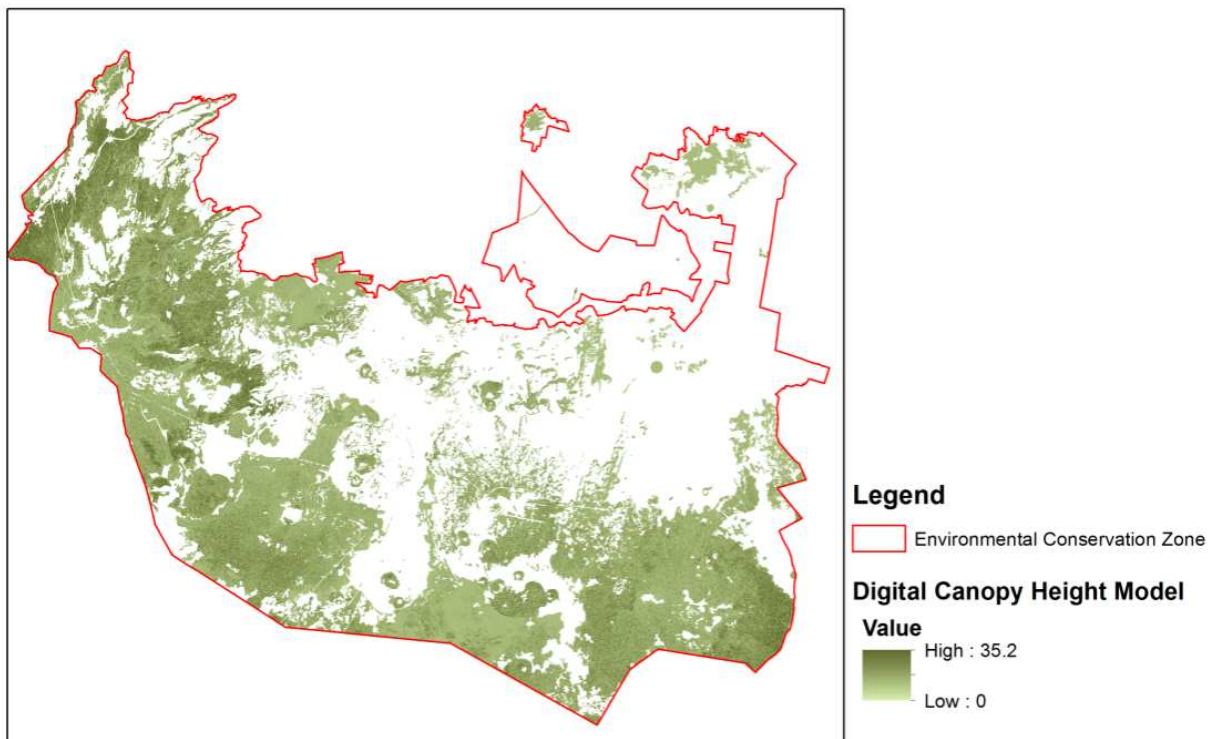 Legend
Environmental Conservation Zone
Digital Canopy Height Model
Value
High : 35.2
Low : 0